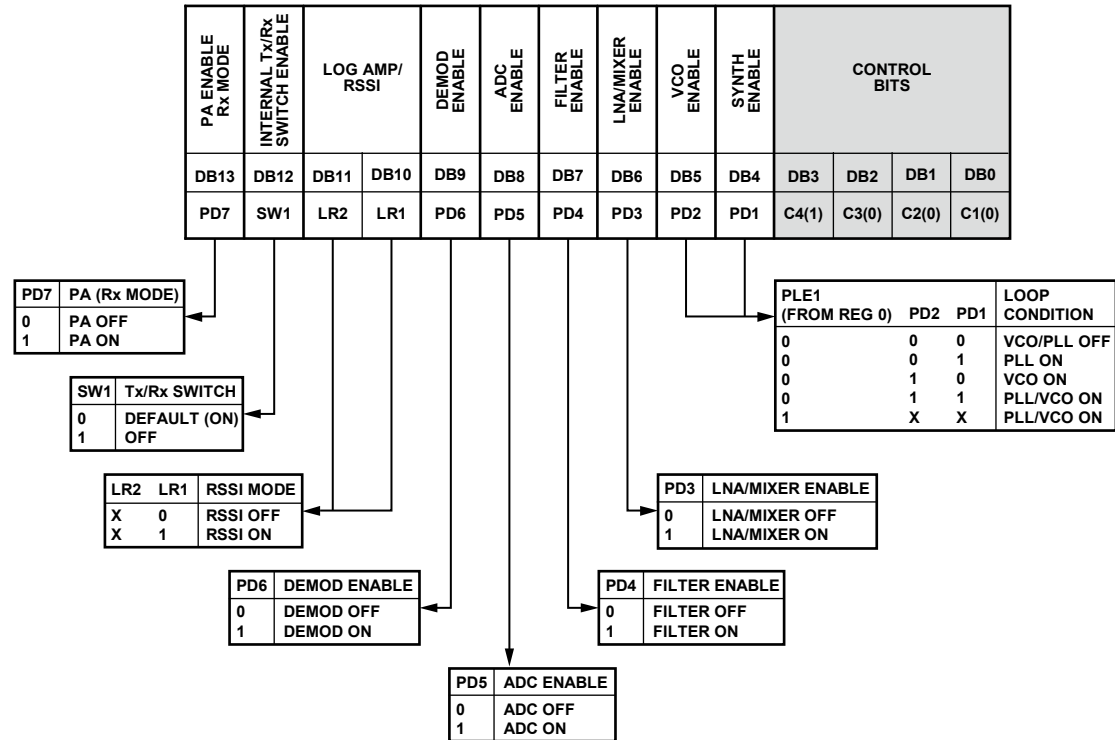 PA ENABLE
Rx MODE
INTERNAL Tx/Rx
SWITCH ENABLE
LOG AMP/
RSSI
DEMOD
ENABLE
ADC
ENABLE
FILTER
ENABLE
LNA/MIXER
ENABLE
VCO
ENABLE
SYNTH
ENABLE
CONTROL
BITS
DB13 DB12 DB11 DB10 DB9 DB8 DB7 DB6 DB5 DB4 DB3 DB2 DB1 DB0
PD7 SW1 LR2 LR1 PD6 PD5 PD4 PD3 PD2 PD1 C4(1) C3(0) C2(0) C1(0)
PD7 PA (Rx MODE)
0 PA OFF
1 PA ON
PLE1
(FROM REG 0) PD2 PD1 LOOP
CONDITION
0 0 0 VCO/PLL OFF
0 0 1 PLL ON
0 1 0 VCO ON
0 1 1 PLL/VCO ON
1 X X PLL/VCO ON
SW1 Tx/Rx SWITCH
0 DEFAULT (ON)
1 OFF
LR2 LR1 RSSI MODE
X 0 RSSI OFF
X 1 RSSI ON
PD3 LNA/MIXER ENABLE
0 LNA/MIXER OFF
1 LNA/MIXER ON
PD6 DEMOD ENABLE
0 DEMOD OFF
1 DEMOD ON
PD4 FILTER ENABLE
0 FILTER OFF
1 FILTER ON
PD5 ADC ENABLE
0 ADC OFF
1 ADC ON